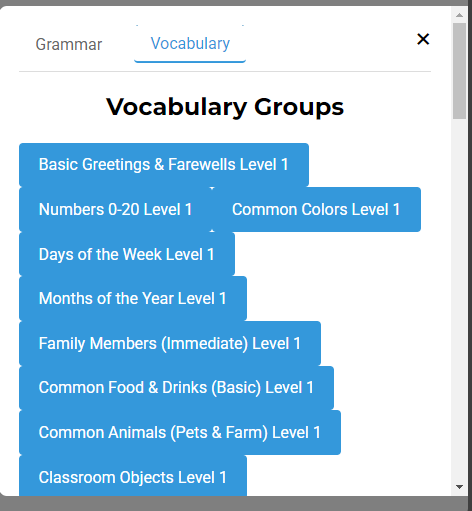 Grammar Vocabulary ×
Vocabulary Groups
Basic Greetings & Farewells Level 1
Numbers 0-20 Level 1 Common Colors Level 1
Days of the Week Level 1
Months of the Year Level 1
Family Members (Immediate) Level 1
Common Food & Drinks (Basic) Level 1
Common Animals (Pets & Farm) Level 1
Classroom Objects Level 1